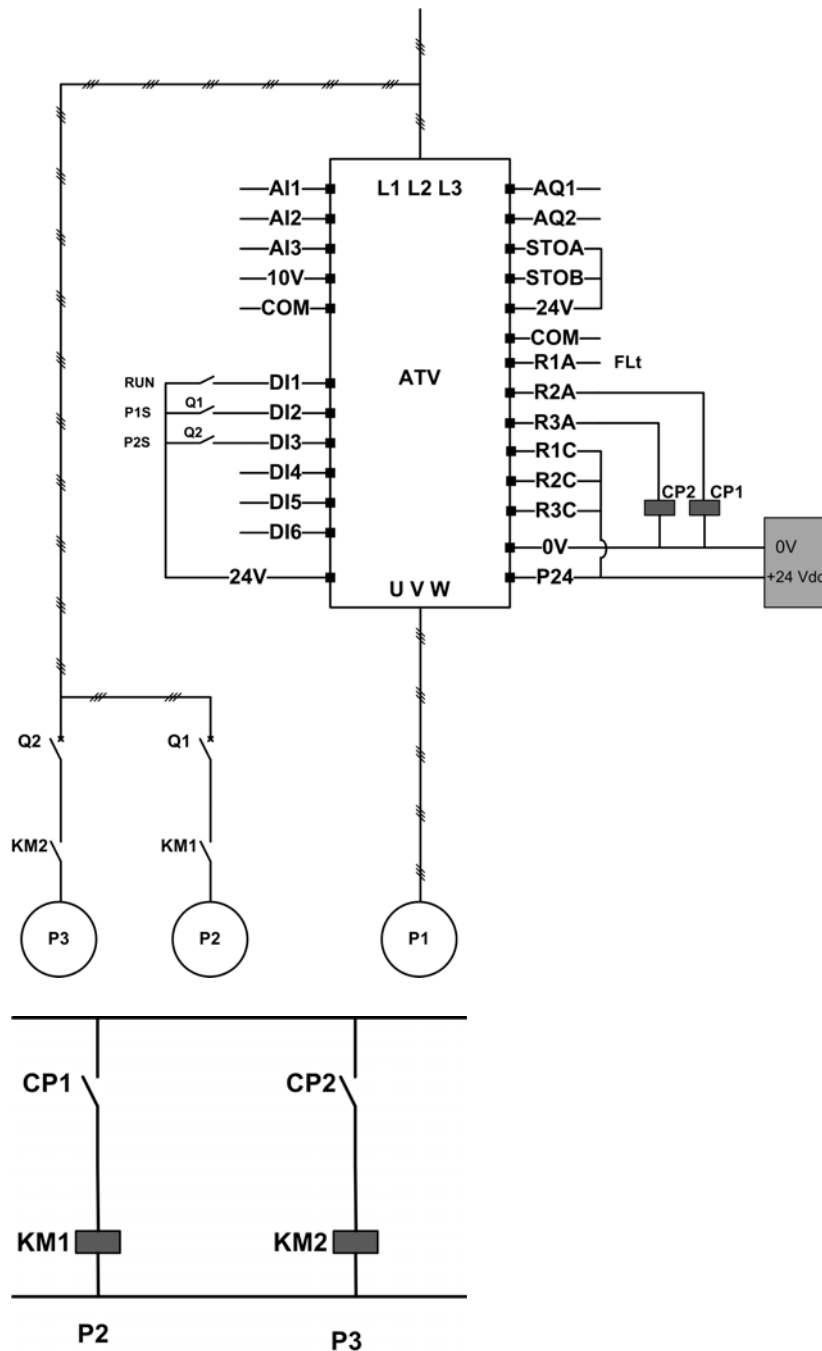 L1 L2 L3
AI1
AI2
AI3
10V
COM
AQ1
AQ2
STOA
STOB
24V
COM
ATV
R1A FLt
R2A
R3A
R1C
R2C
R3C
0V
P24
RUN DI1
P1S Q1 DI2
P2S Q2 DI3
DI4
DI5
DI6
24V
U V W
CP2 CP1
0V
+24 Vdc
Q2 Q1
KM2 KM1
P3 P2 P1
CP1 CP2
KM1 KM2
P2 P3